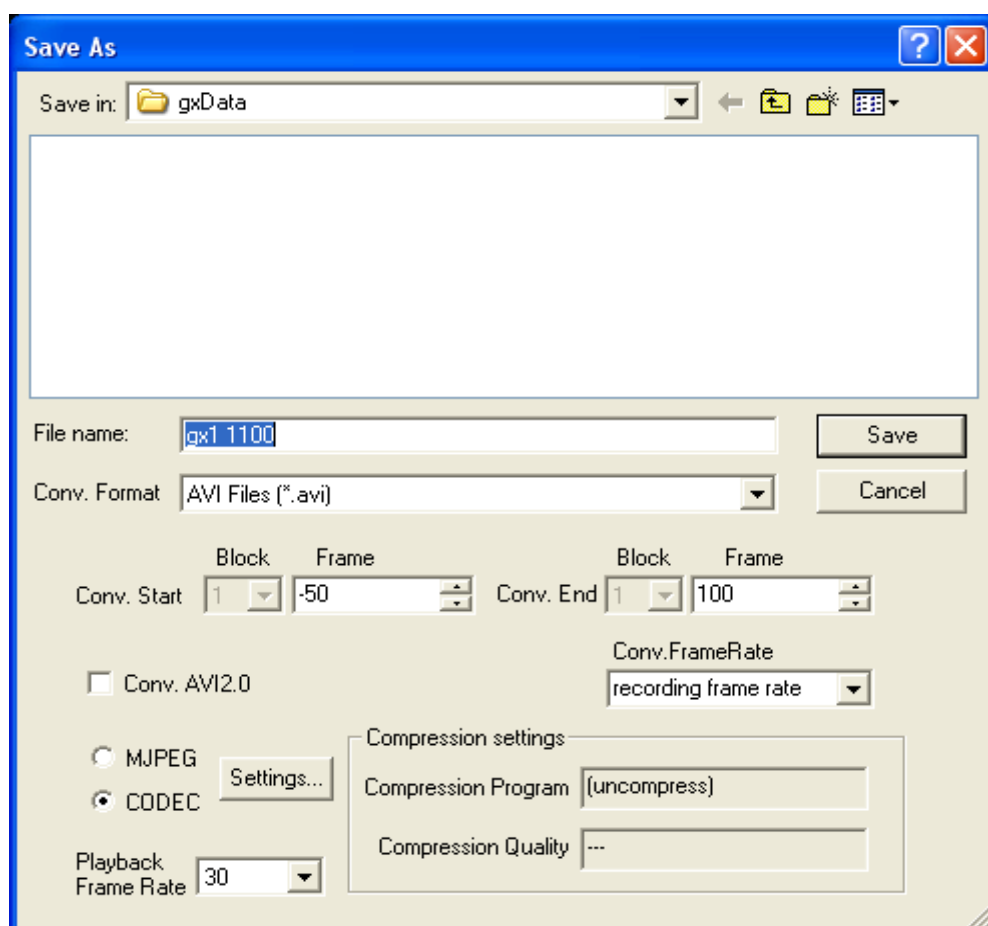 Save As
Save in: gxData
File name: gx1 1100 Save
Conv. Format AVI Files (*.avi) Cancel
Block Frame Block Frame
Conv. Start 1 -50 Conv. End 1 100
Conv.FrameRate
Conv. AVI2.0 recording frame rate
Compression settings
MJPEG
Settings...
CODEC
Compression Program (uncompress)
Compression Quality ---
Playback
Frame Rate 30